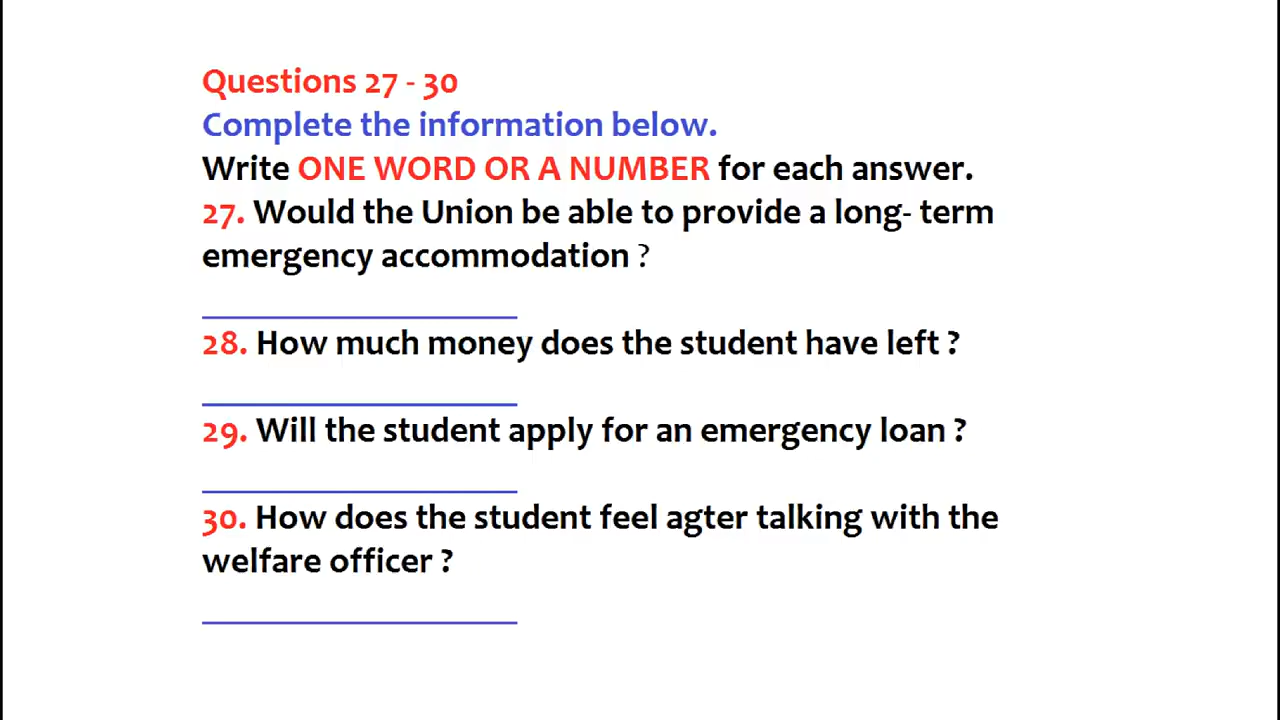 Questions 27 - 30
Complete the information below.
Write ONE WORD OR A NUMBER for each answer.
27. Would the Union be able to provide a long- term
emergency accommodation ?
28. How much money does the student have left ?
29. Will the student apply for an emergency loan ?
30. How does the student feel agter talking with the
welfare officer ?